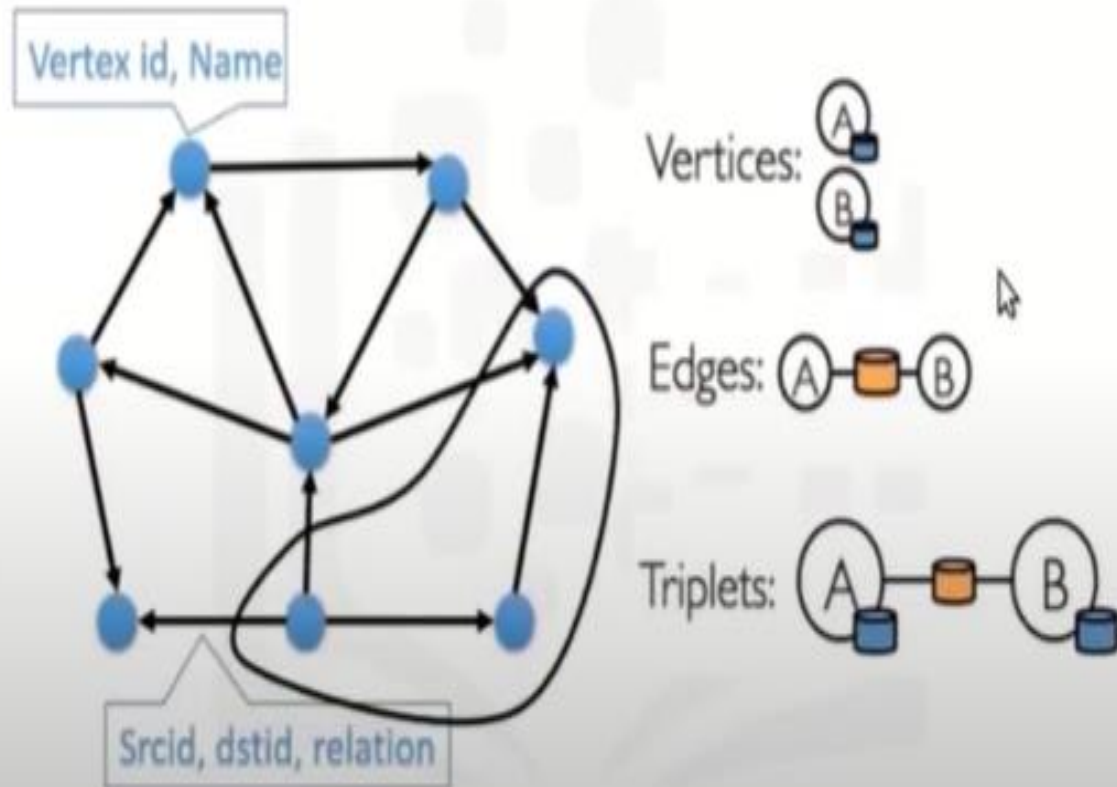 Vertex id, Name
Vertices:
A
B
Edges: A B
Triplets: A B
Srcid, dstid, relation